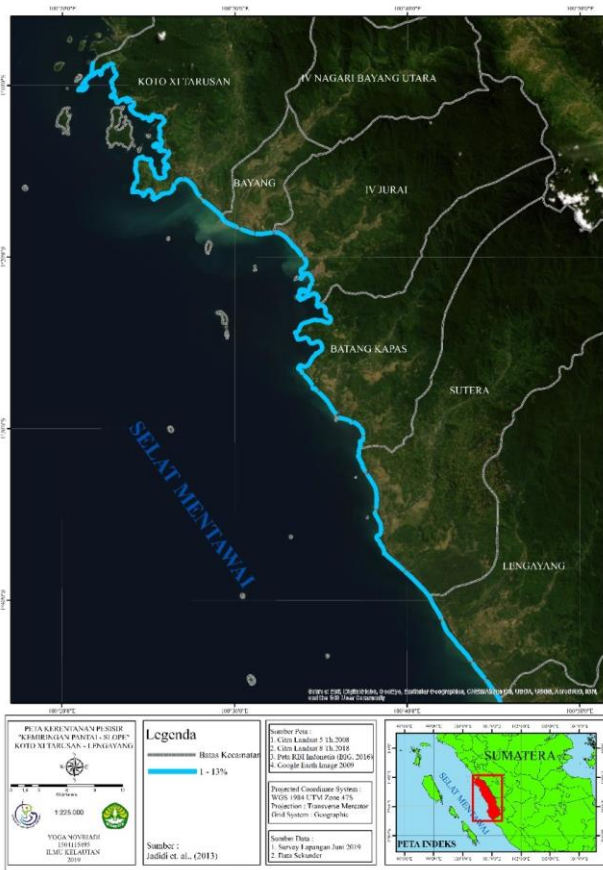 KOTO XI TARUSAN
IV NAGARI BAYANG UTARA
BAYANG
IV JURAI
BATANG KAPAS
SUTERA
SELAT MENTAWAI
LENGAYANG
PETA KERENTANAN PESISIR
"KEMIRINGAN PANTAI - SLOPE"
KOTO XI TARUSAN - LENGAYANG
1:225.000
YOGA NOVRIADI
ILMU KELAUTAN
2019
Legenda
Batas Kecamatan
1 - 13%
Sumber :
Jadidi et. al., (2013)
Sumber Peta :
1. Citra Landsat 5 Th.2008
2. Citra Landsat 8 Th.2018
3. Peta RBI Indonesia (BIG, 2016)
4. Google Earth Image 2009
Projected Coordinate System :
WGS 1984 UTM Zone 47S
Projection : Transverse Mercator
Grid System : Geographic
Sumber Data :
1. Survey Lapangan Juni 2019
2. Data Sekunder
SUMATERA
SELAT MENTAWAI
PETA INDEKS